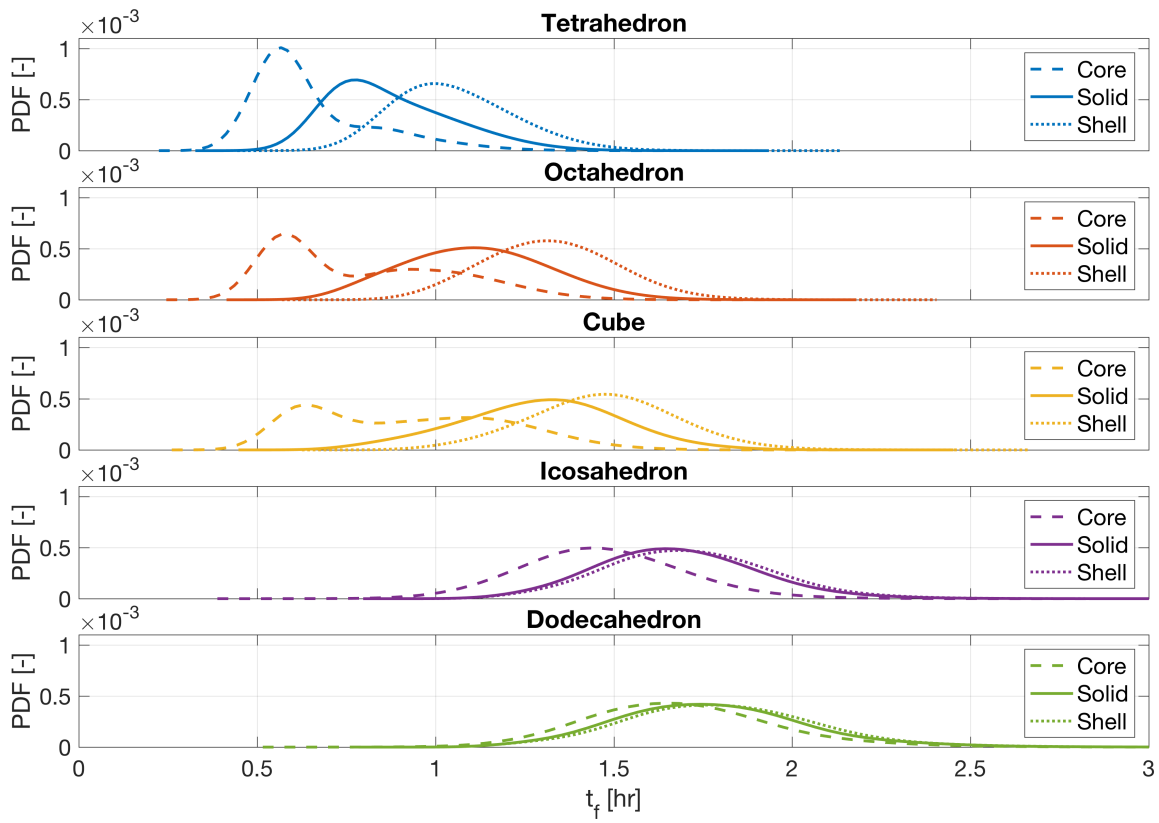 Tetrahedron
×10⁻³
PDF [-]
1
0.5
0
Core
Solid
Shell
Octahedron
×10⁻³
PDF [-]
1
0.5
0
Core
Solid
Shell
Cube
×10⁻³
PDF [-]
1
0.5
0
Core
Solid
Shell
Icosahedron
×10⁻³
PDF [-]
1
0.5
0
Core
Solid
Shell
Dodecahedron
×10⁻³
PDF [-]
1
0.5
0
Core
Solid
Shell
0 0.5 1 1.5 2 2.5 3
t_f [hr]